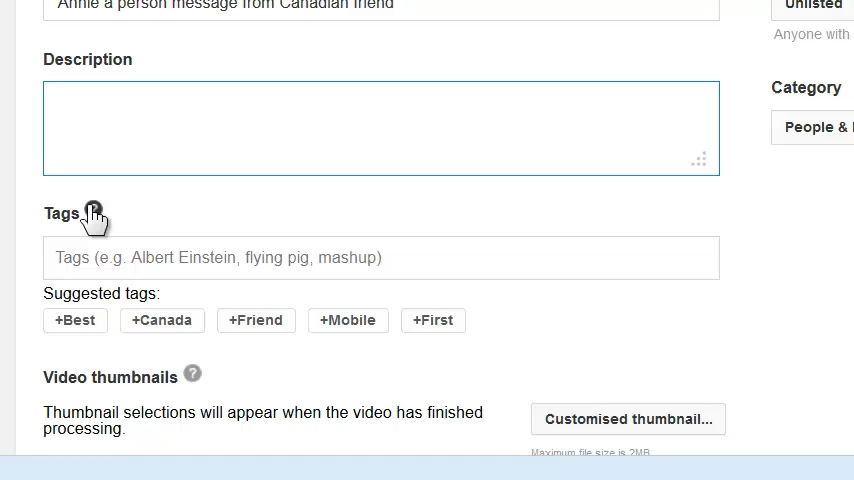 Annie a person message from Canadian friend
Unlisted
Anyone with
Description
Category
People &
Tags
Tags (e.g. Albert Einstein, flying pig, mashup)
Suggested tags:
+Best +Canada +Friend +Mobile +First
Video thumbnails ?
Thumbnail selections will appear when the video has finished
processing.
Customised thumbnail...
Maximum file size is 2MB